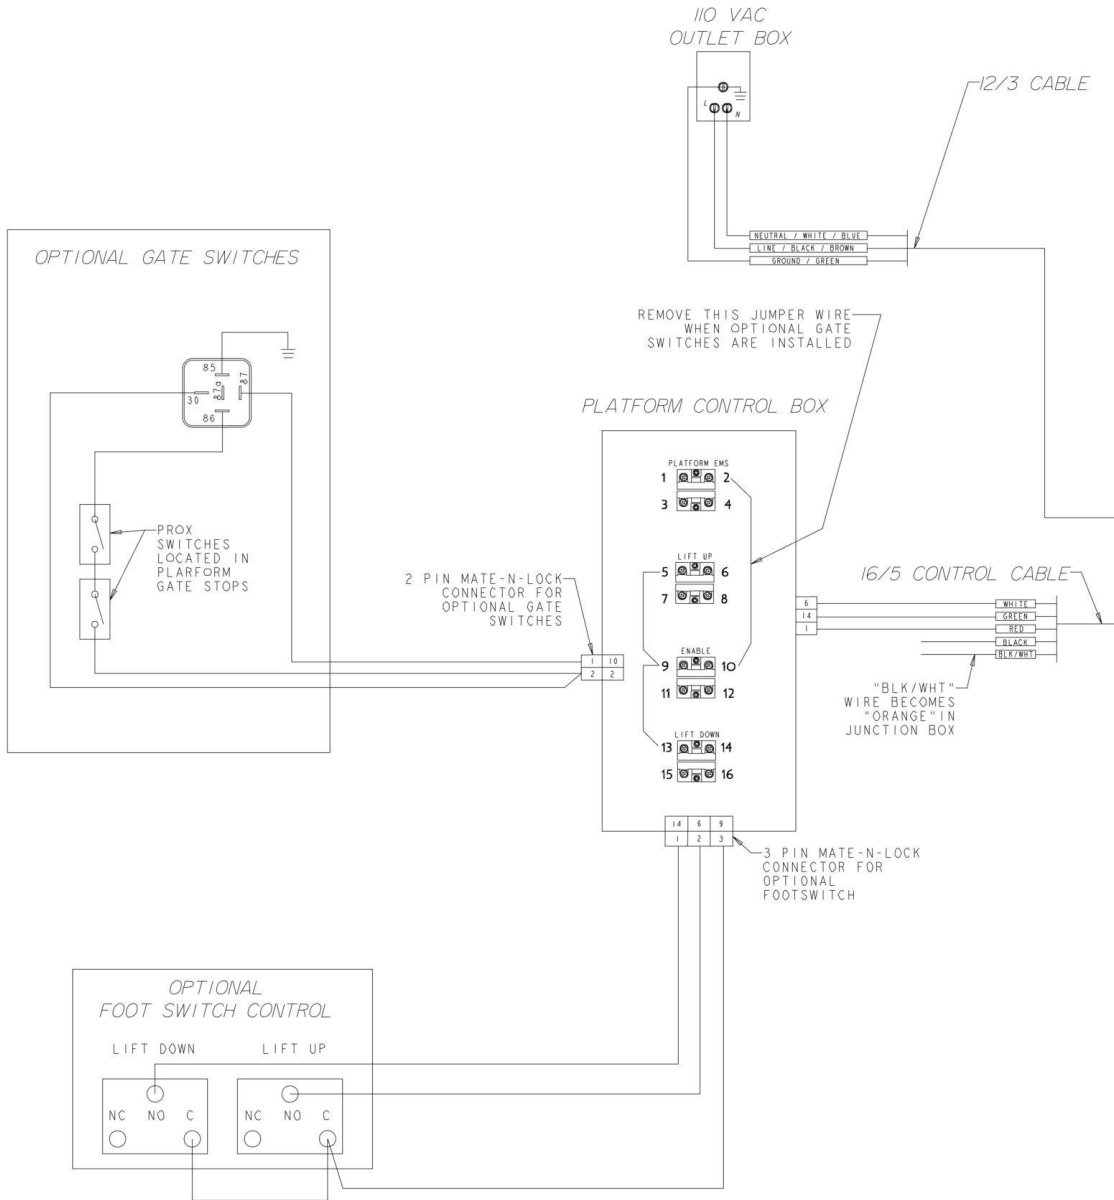 110 VAC
OUTLET BOX
12/3 CABLE
L
N
NEUTRAL / WHITE / BLUE
LINE / BLACK / BROWN
GROUND / GREEN
OPTIONAL GATE SWITCHES
85
87a
87
30
86
PROX
SWITCHES
LOCATED IN
PLARFORM
GATE STOPS
REMOVE THIS JUMPER WIRE
WHEN OPTIONAL GATE
SWITCHES ARE INSTALLED
PLATFORM CONTROL BOX
PLATFORM EMS
1 2
3 4
LIFT UP
5 6
7 8
ENABLE
9 10
11 12
LIFT DOWN
13 14
15 16
2 PIN MATE-N-LOCK
CONNECTOR FOR
OPTIONAL GATE
SWITCHES
1 10
2 2
16/5 CONTROL CABLE
6
14
1
WHITE
GREEN
RED
BLACK
BLK/WHT
"BLK/WHT"
WIRE BECOMES
"ORANGE" IN
JUNCTION BOX
14 6 9
1 2 3
3 PIN MATE-N-LOCK
CONNECTOR FOR
OPTIONAL
FOOTSWITCH
OPTIONAL
FOOT SWITCH CONTROL
LIFT DOWN
LIFT UP
NC NO C
NC NO C